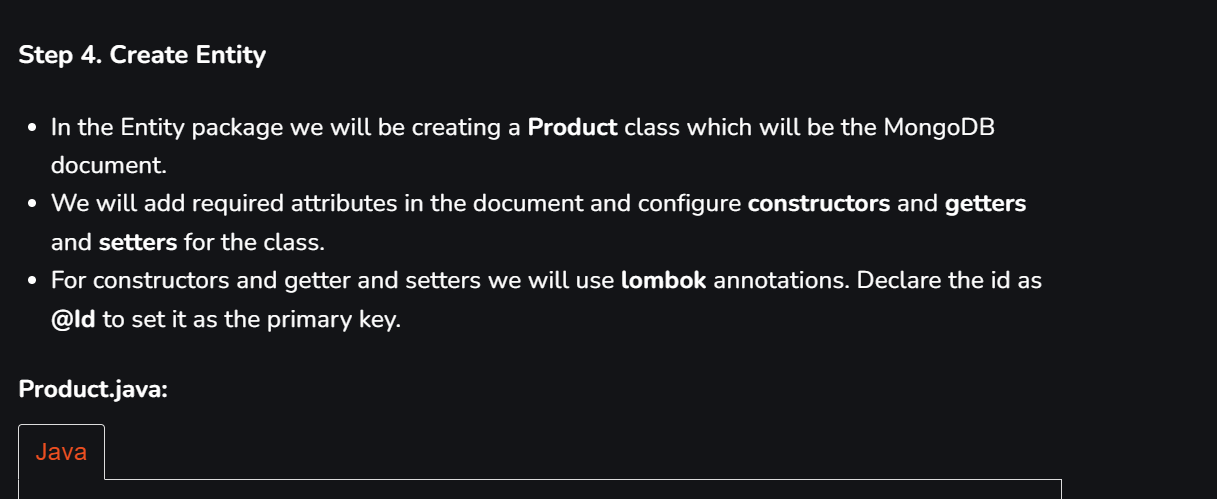 Step 4. Create Entity
• In the Entity package we will be creating a Product class which will be the MongoDB
document.
• We will add required attributes in the document and configure constructors and getters
and setters for the class.
• For constructors and getter and setters we will use lombok annotations. Declare the id as
@Id to set it as the primary key.
Product.java:
Java